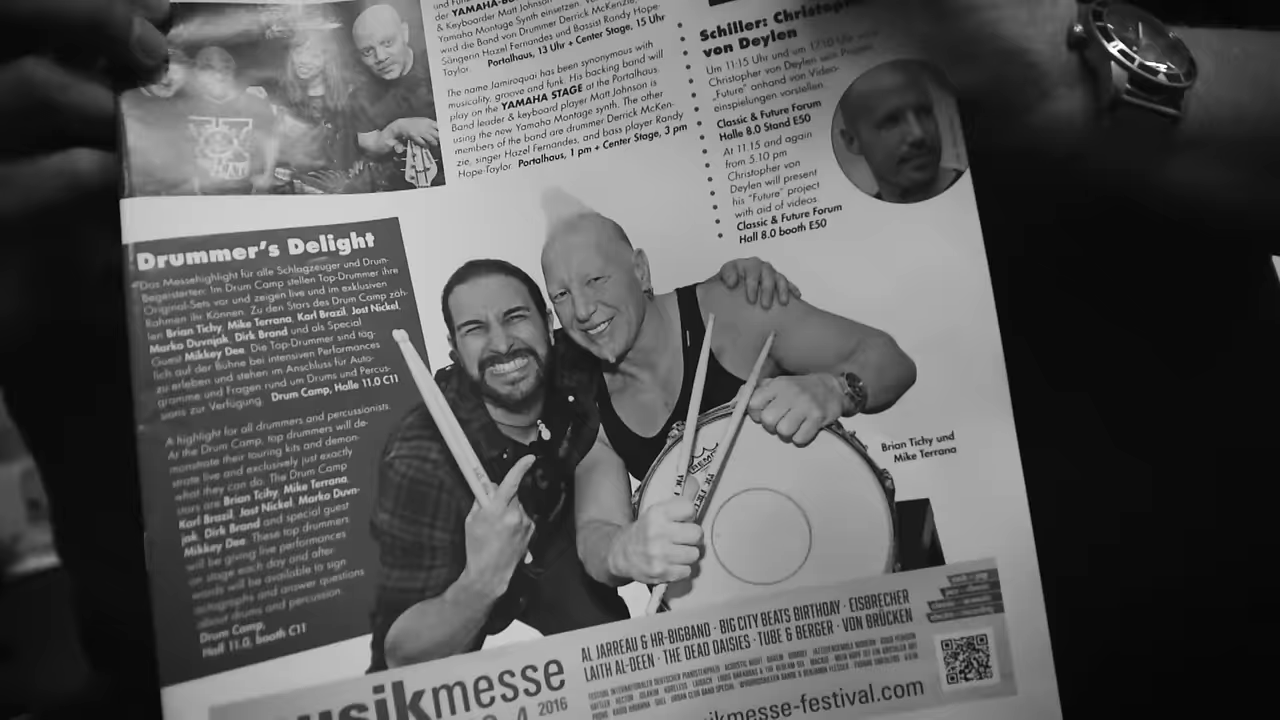 der YAMAHA-
& Keyboarder Matt Johnson
Yamaha Montage Synth einsetzen.
wird die Band von Drummer Derrick McKenzie,
Sängerin Hazel Fernandes und Bassist Randy Hope-
Taylor. Portalhaus, 13 Uhr + Center Stage, 15 Uhr
The name Jamiroquai has been synonymous with
musicality, groove and funk. His backing will
play on the YAMAHA STAGE at the Portalhaus.
Band leader & keyboard player Matt Johnson is
using the new Yamaha Montage synth. The other
members of the band are drummer Derrick McKen-
zie, singer Hazel Fernandes, and bass player Randy
Hope-Taylor. Portalhaus, 1 pm + Center Stage, 3 pm
Schiller: Christopher
von Deylen
Um 11:15 Uhr und um 17:10 Uhr wird
Christopher von Deylen sein Projekt
„Future" anhand von Video-
einspielungen vorstellen.
Classic & Future Forum
Halle 8.0 Stand E50
At 11.15 and again
from 5.10 pm
Christopher von
Deylen will present
his "Future" project
with aid of videos.
Classic & Future Forum
Hall 8.0 booth E50
Drummer's Delight
Das Messehighlight für alle Schlagzeuger und Drum-
Begeisterten: Im Drum Camp stellen Top-Drummer ihre
Original-Sets vor und zeigen live und im exklusiven
Rahmen ihr Können. Zu den Stars des Drum Camp zäh-
len Brian Tichy, Mike Terrana, Karl Brazil, Jost Nickel,
Marko Duvnjak, Dirk Brand und als Special
Guest Mikkey Dee. Die Top-Drummer sind täg-
lich auf der Bühne bei intensiven Performances
zu erleben und stehen im Anschluss für Auto-
gramme und Fragen rund um Drums und Percus-
sions zur Verfügung. Drum Camp, Halle 11.0 C11
A highlight for all drummers and percussionists.
At the Drum Camp, top drummers will de-
monstrate their touring kits and demon-
strate live and exclusively just exactly
what they can do. The Drum Camp
stars are Brian Tcihy, Mike Terrana,
Karl Brazil, Jost Nickel, Marko Duvn-
jak, Dirk Brand and special guest
Mikkey Dee. These top drummers
will be giving live performances
on stage each day and after
words will be available to sign
autographs and answer questions
about drums and percussion.
Drum Camp,
Hall 11.0, booth C11
REMO
Brian Tichy und
Mike Terrana
usikmesse
4 2016
AL JARREAU & HR-BIGBAND · BIG CITY BEATS BIRTHDAY · EISBRECHER
LAITH AL-DEEN · THE DEAD DAISIES · TUBE & BERGER · VON BRÜCKEN
ikmesse-festival.com